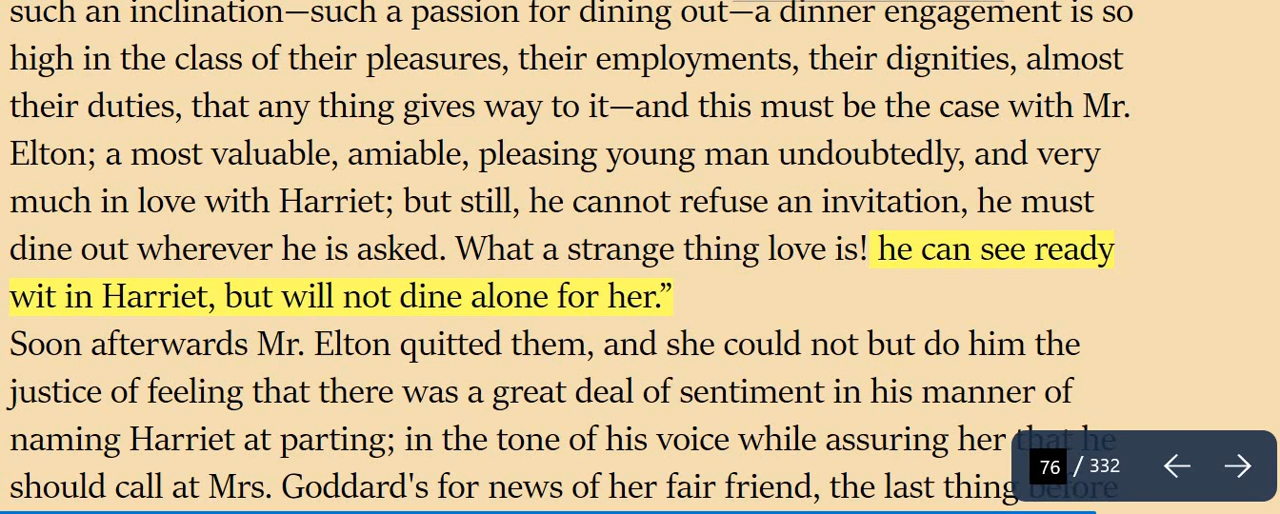 such an inclination—such a passion for dining out—a dinner engagement is so
high in the class of their pleasures, their employments, their dignities, almost
their duties, that any thing gives way to it—and this must be the case with Mr.
Elton; a most valuable, amiable, pleasing young man undoubtedly, and very
much in love with Harriet; but still, he cannot refuse an invitation, he must
dine out wherever he is asked. What a strange thing love is! he can see ready
wit in Harriet, but will not dine alone for her.”
Soon afterwards Mr. Elton quitted them, and she could not but do him the
justice of feeling that there was a great deal of sentiment in his manner of
naming Harriet at parting; in the tone of his voice while assuring her that he
should call at Mrs. Goddard's for news of her fair friend, the last thing before
76 / 332